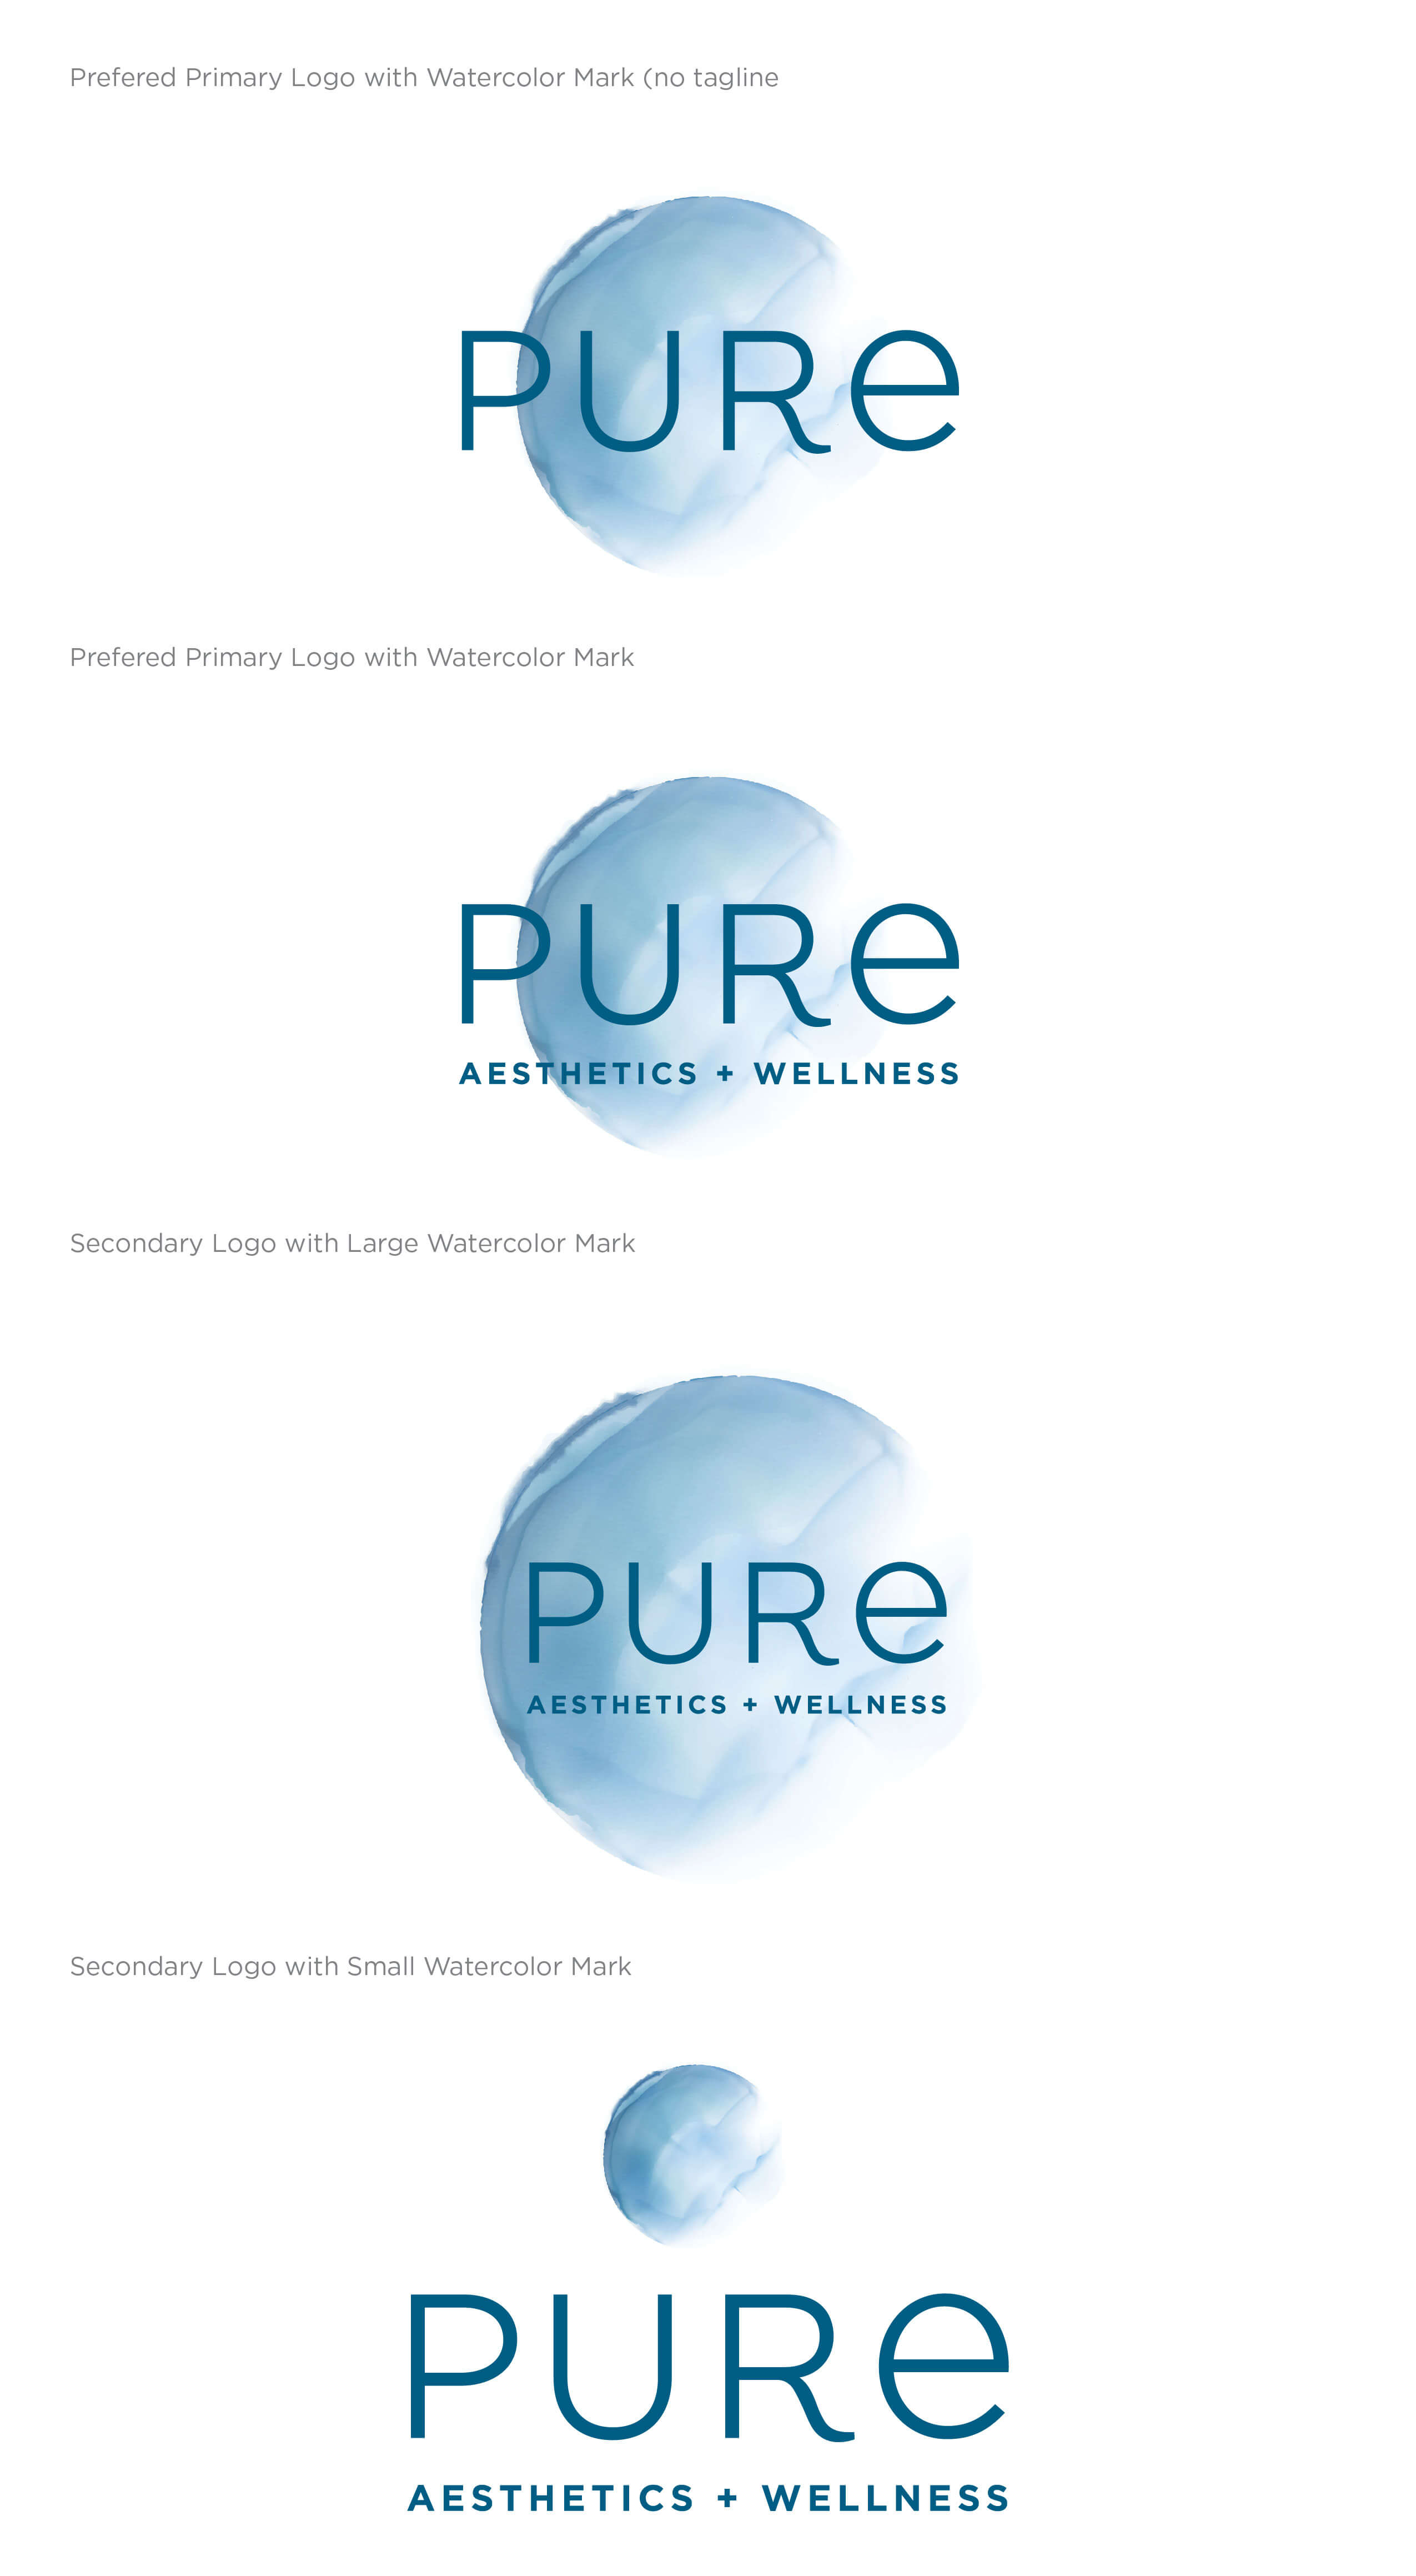 Prefered Primary Logo with Watercolor Mark (no tagline
PURe
Prefered Primary Logo with Watercolor Mark
PURe
AESTHETICS + WELLNESS
Secondary Logo with Large Watercolor Mark
PURe
AESTHETICS + WELLNESS
Secondary Logo with Small Watercolor Mark
PURe
AESTHETICS + WELLNESS